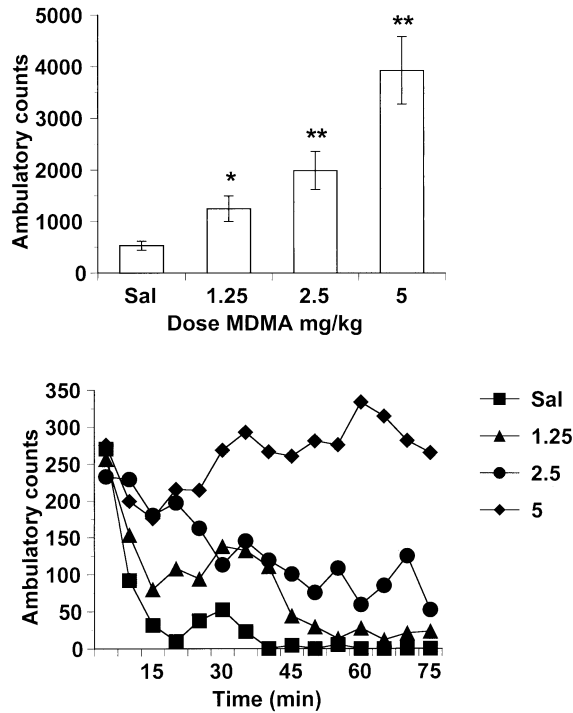 5000
4000
3000
2000
1000
0
Ambulatory counts
*
**
**
Sal 1.25 2.5 5
Dose MDMA mg/kg
350
300
250
200
150
100
50
0
Ambulatory counts
15 30 45 60 75
Time (min)
Sal
1.25
2.5
5